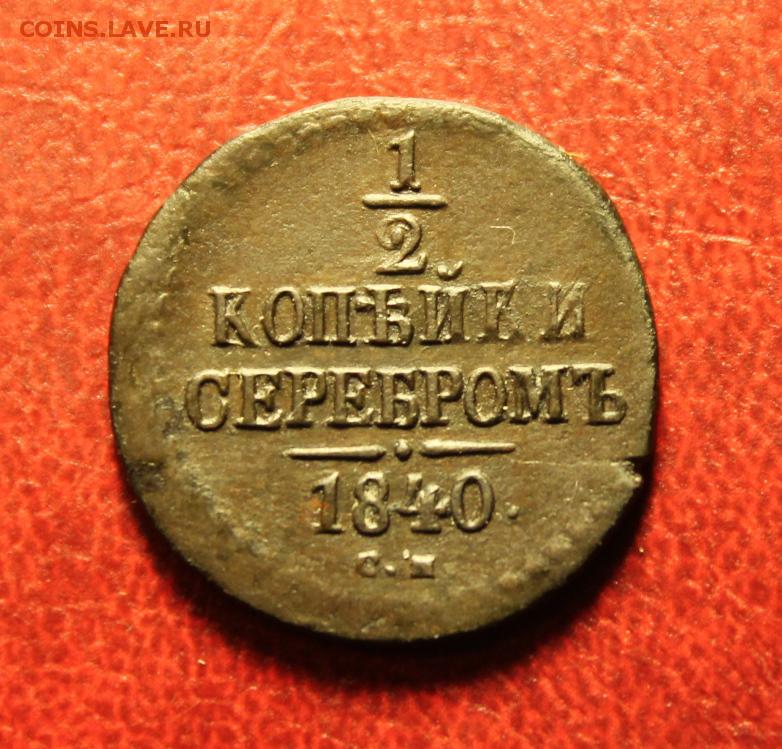 COINS.LAVE.RU
1
2
КОПѢЙКИ
СЕРЕБРОМЪ
1840.
С.М